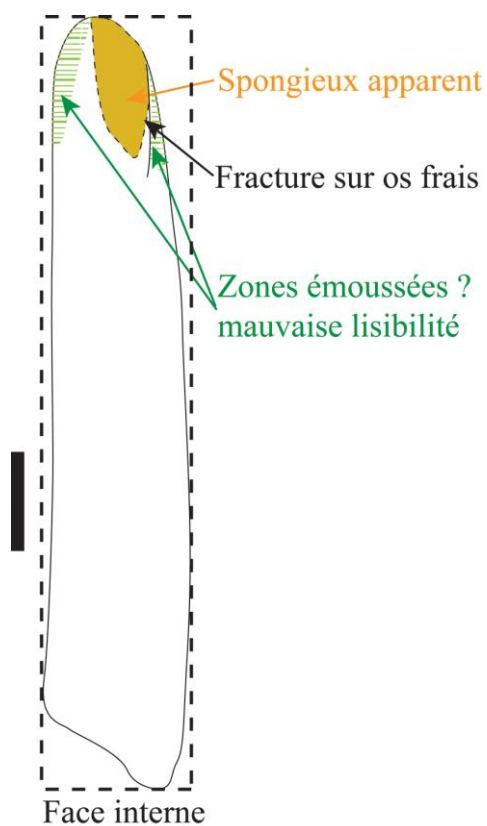 Spongieux apparent
Fracture sur os frais
Zones émoussées ?
mauvaise lisibilité
Face interne